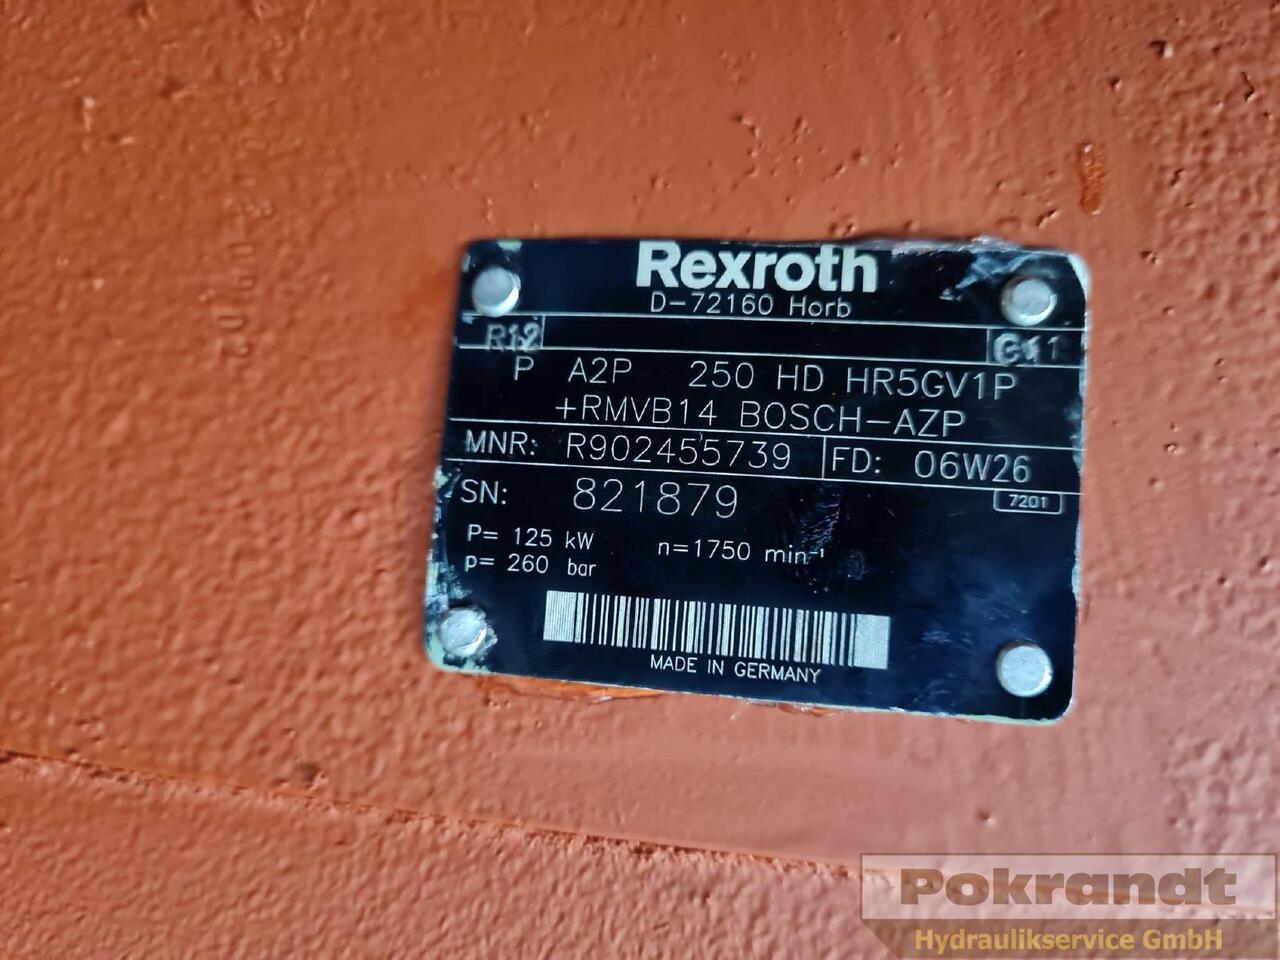 Rexroth
D-72160 Horb
R12 G11
P A2P 250 HD HR5GV1P
+RMVB14 BOSCH-AZP
MNR: R902455739 FD: 06W26
SN: 821879 7201
P= 125 kW n=1750 min⁻¹
p= 260 bar
MADE IN GERMANY
Pokrandt
Hydraulikservice GmbH